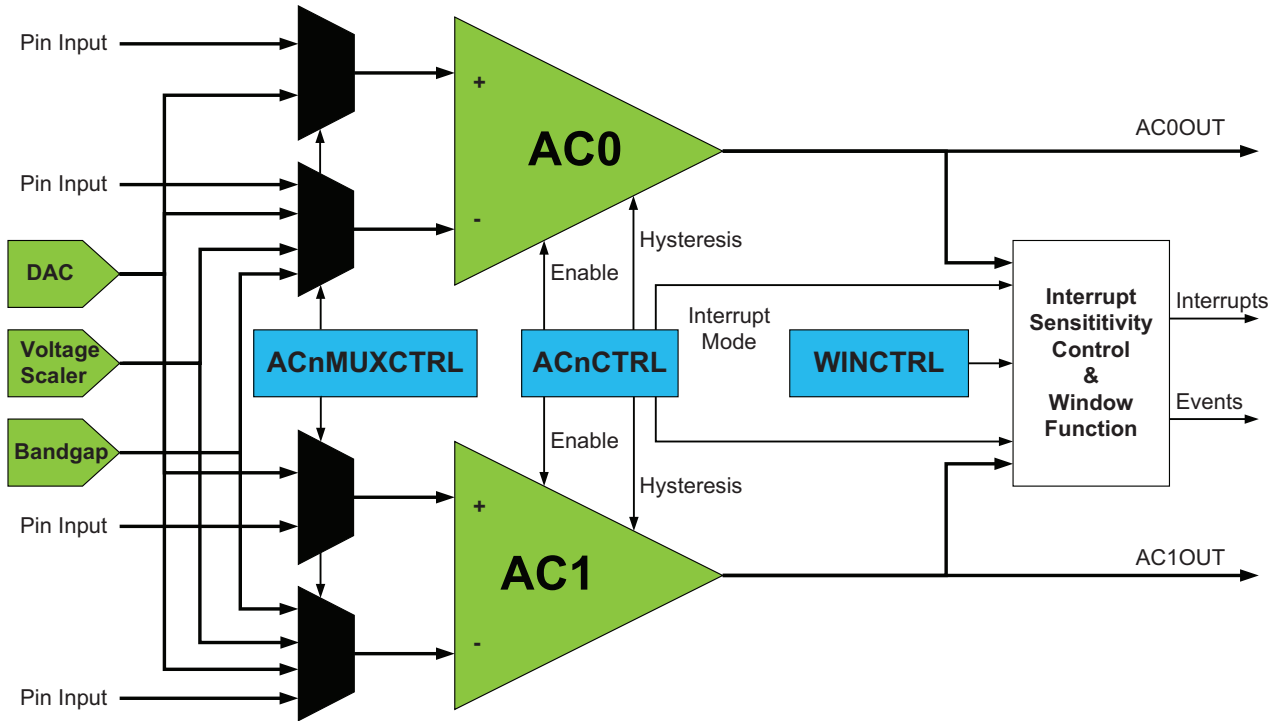 Pin Input
+
AC0
AC0OUT
Pin Input
-
Hysteresis
DAC
Enable
Interrupt
Sensititivity
Control
&
Window
Function
Interrupts
Interrupt
Mode
Voltage
Scaler
ACnMUXCTRL
ACnCTRL
WINCTRL
Events
Enable
Bandgap
Hysteresis
Pin Input
+
AC1
AC1OUT
-
Pin Input